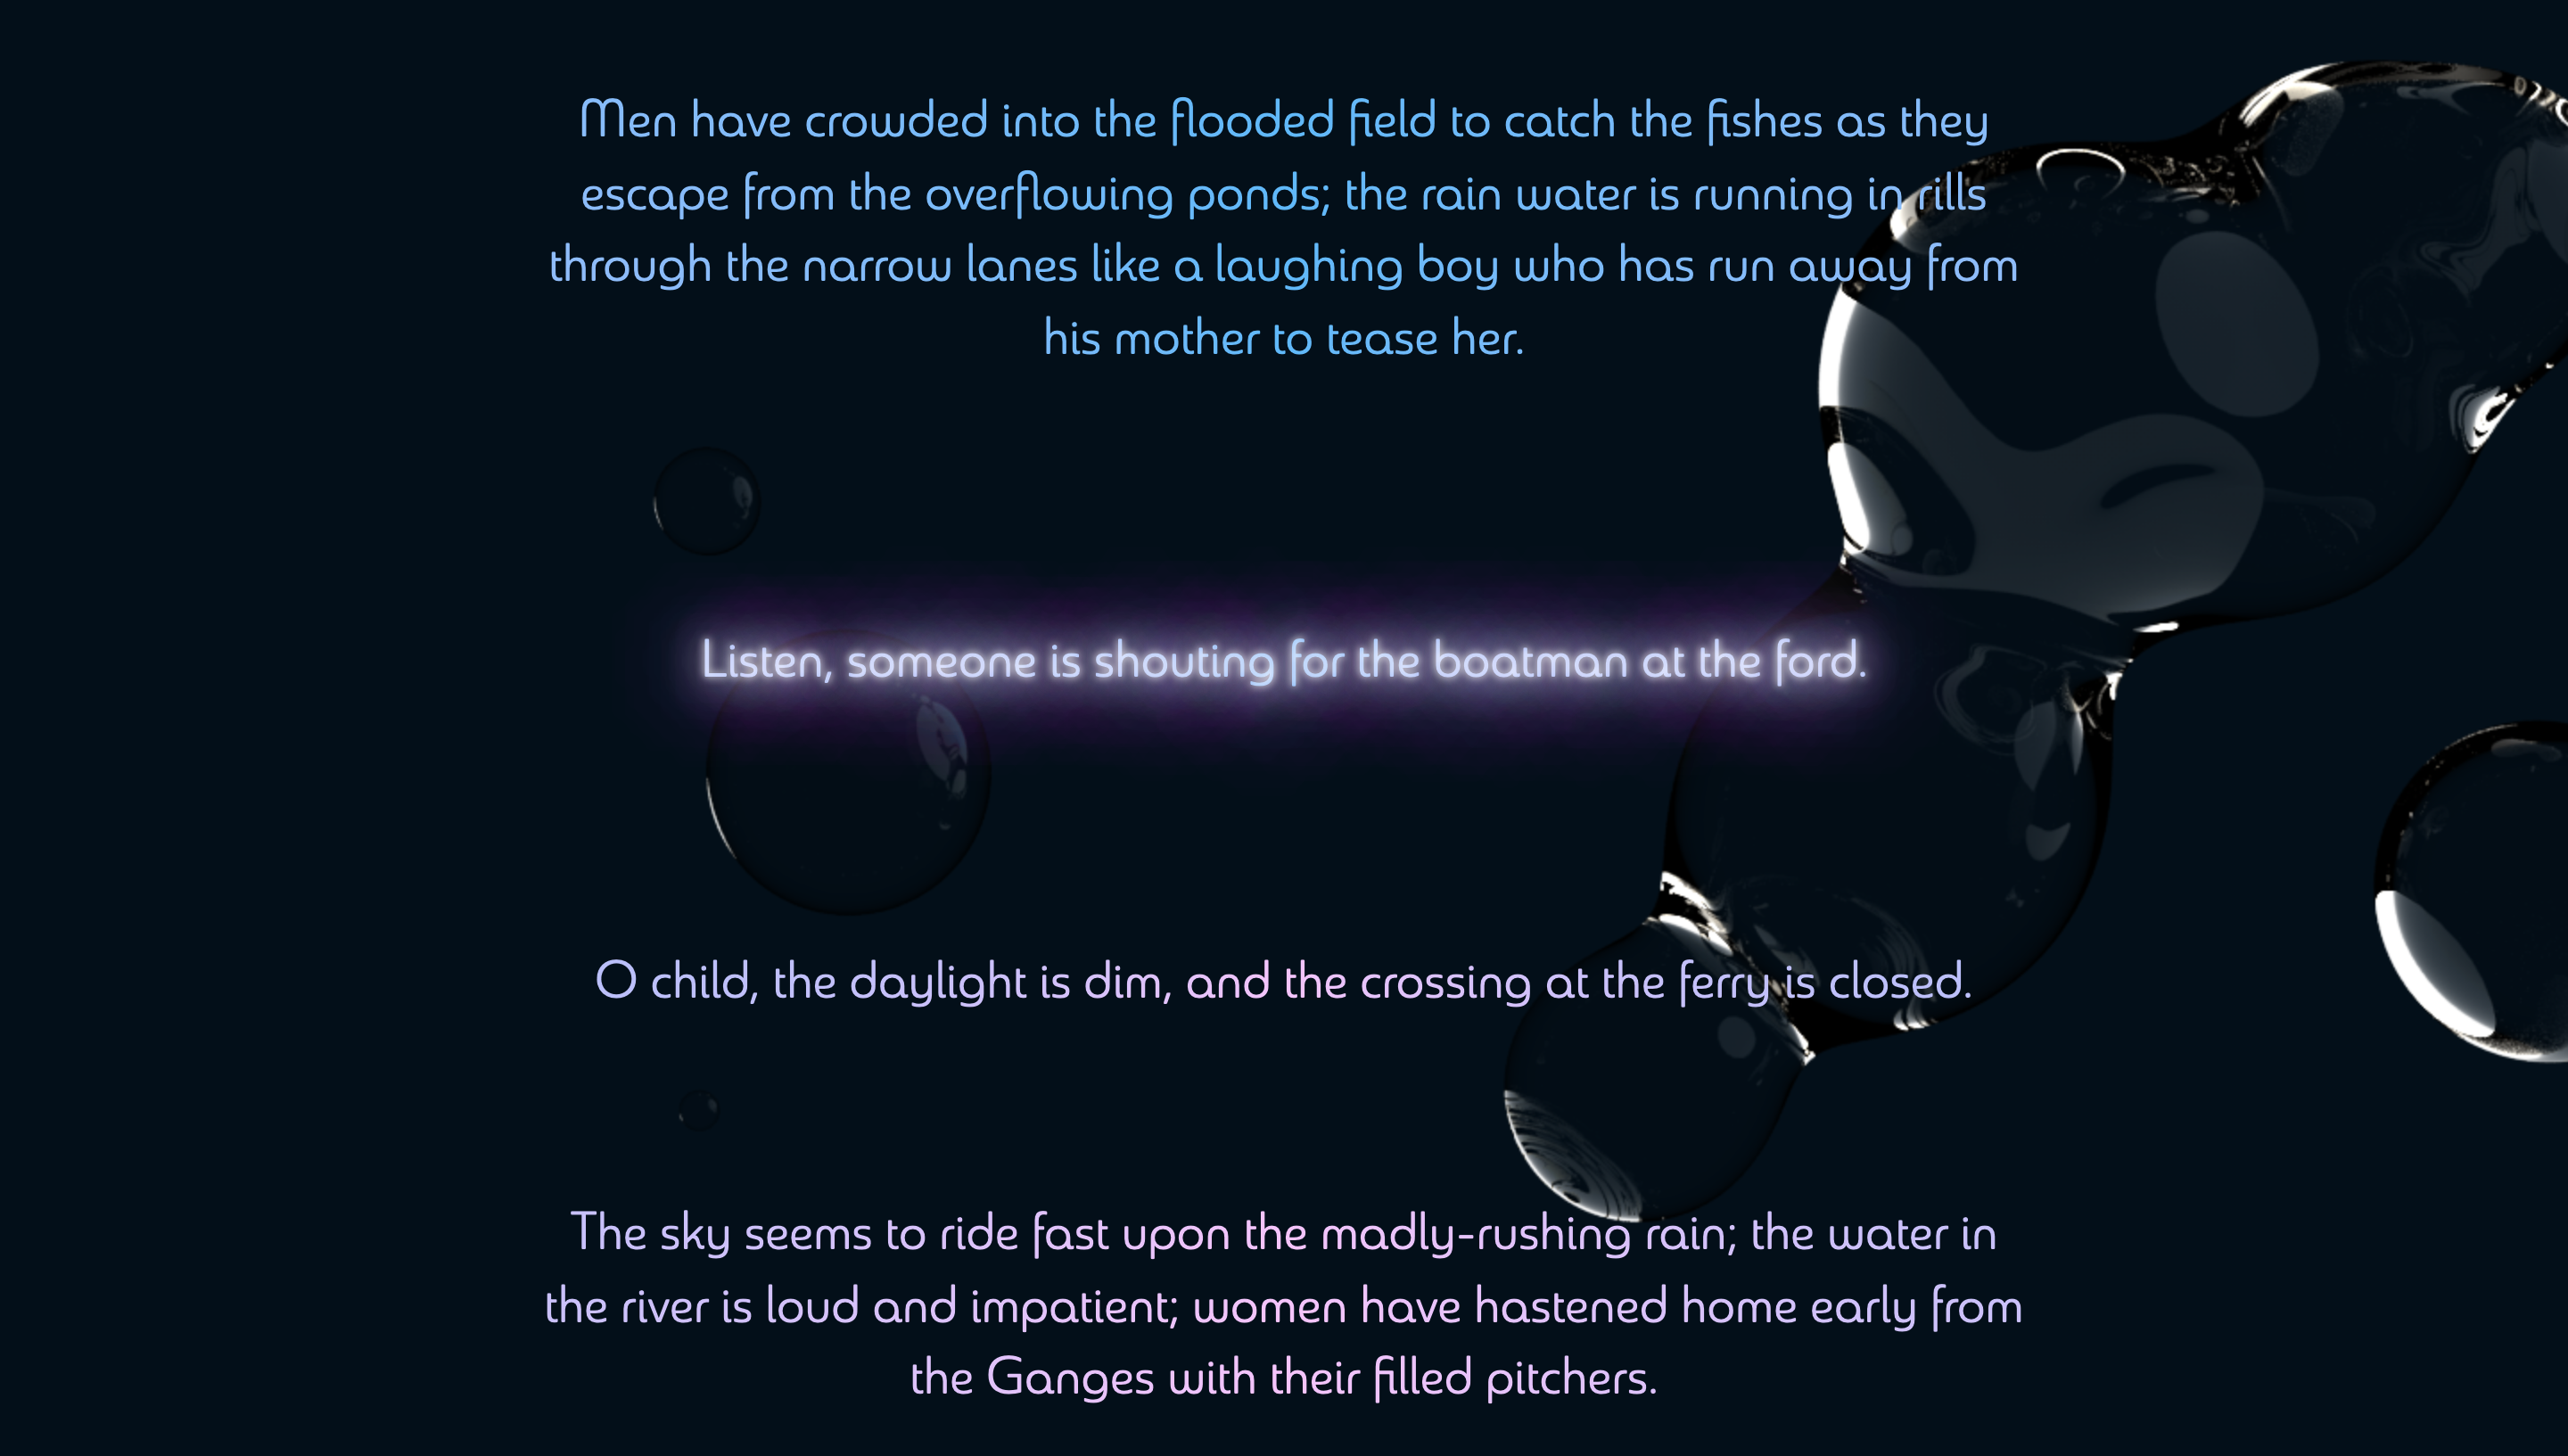 Men have crowded into the flooded field to catch the fishes as they
escape from the overflowing ponds; the rain water is running in rills
through the narrow lanes like a laughing boy who has run away from
his mother to tease her.
Listen, someone is shouting for the boatman at the ford.
O child, the daylight is dim, and the crossing at the ferry is closed.
The sky seems to ride fast upon the madly-rushing rain; the water in
the river is loud and impatient; women have hastened home early from
the Ganges with their filled pitchers.